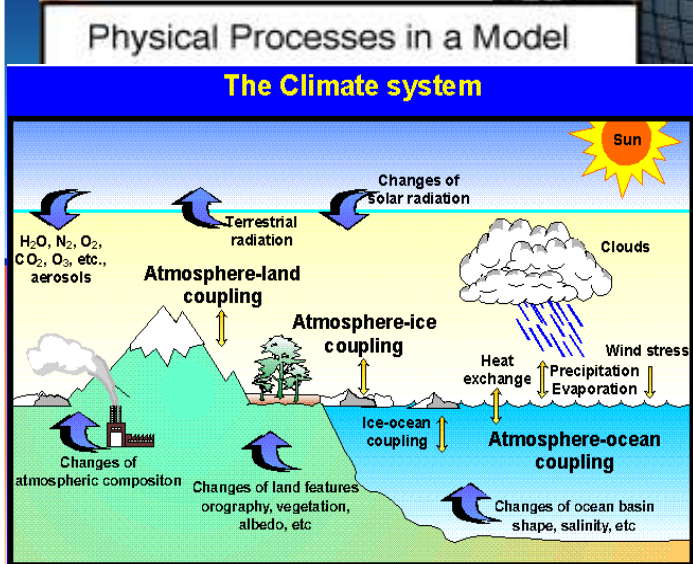 Physical Processes in a Model
The Climate system
Sun
Changes of
solar radiation
Terrestrial
radiation
H₂O, N₂, O₂,
CO₂, O₃, etc.,
aerosols
Clouds
Atmosphere-land
coupling
Atmosphere-ice
coupling
Heat
exchange
Precipitation
Evaporation
Wind stress
Ice-ocean
coupling
Atmosphere-ocean
coupling
Changes of
atmospheric compositon
Changes of land features
orography, vegetation,
albedo, etc
Changes of ocean basin
shape, salinity, etc